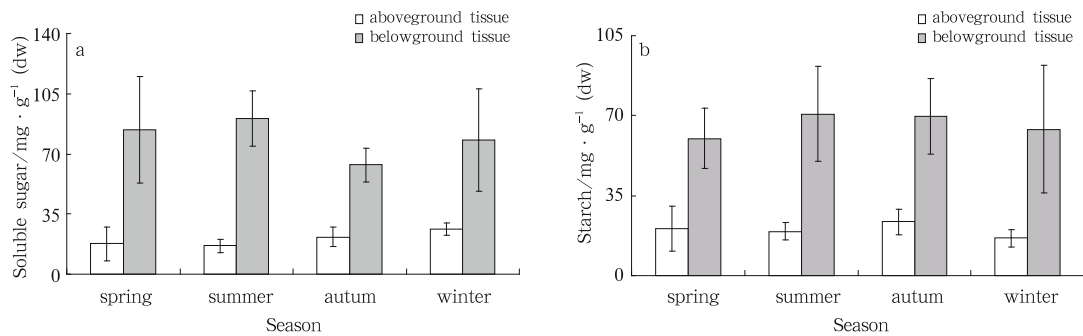 aboveground tissue
belowground tissue
a
Soluble sugar/mg · g⁻¹ (dw)
140
105
70
35
0
spring summer autum winter
Season
aboveground tissue
belowground tissue
b
Starch/mg · g⁻¹ (dw)
105
70
35
0
spring summer autum winter
Season